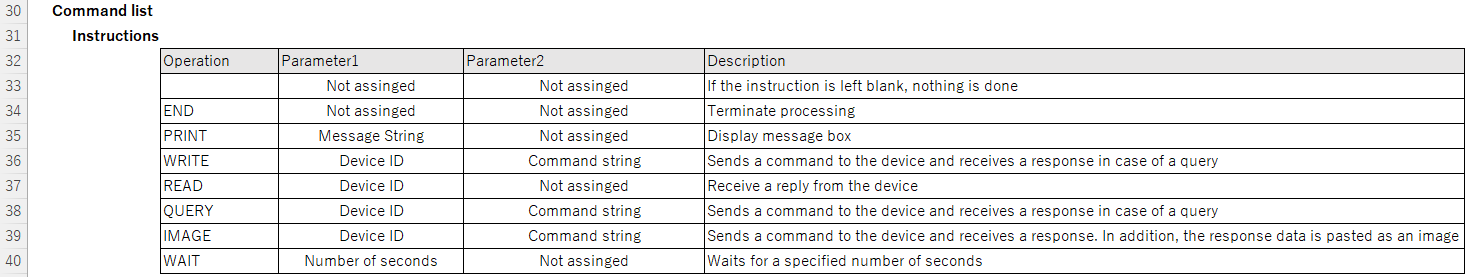 30 Command list
31 Instructions
32 Operation Parameter1 Parameter2 Description
33 Not assinged Not assinged If the instruction is left blank, nothing is done
34 END Not assinged Not assinged Terminate processing
35 PRINT Message String Not assinged Display message box
36 WRITE Device ID Command string Sends a command to the device and receives a response in case of a query
37 READ Device ID Not assinged Receive a reply from the device
38 QUERY Device ID Command string Sends a command to the device and receives a response in case of a query
39 IMAGE Device ID Command string Sends a command to the device and receives a response. In addition, the response data is pasted as an image
40 WAIT Number of seconds Not assinged Waits for a specified number of seconds